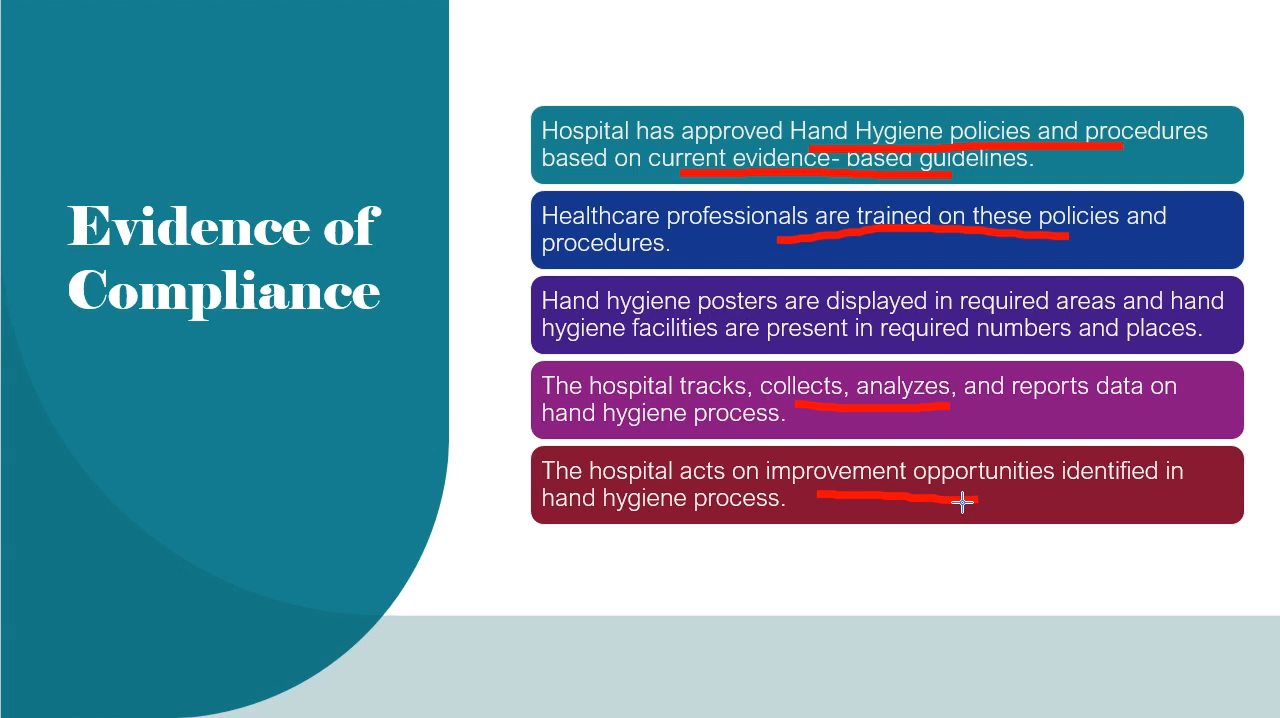 Evidence of
Compliance
Hospital has approved Hand Hygiene policies and procedures
based on current evidence- based guidelines.
Healthcare professionals are trained on these policies and
procedures.
Hand hygiene posters are displayed in required areas and hand
hygiene facilities are present in required numbers and places.
The hospital tracks, collects, analyzes, and reports data on
hand hygiene process.
The hospital acts on improvement opportunities identified in
hand hygiene process.